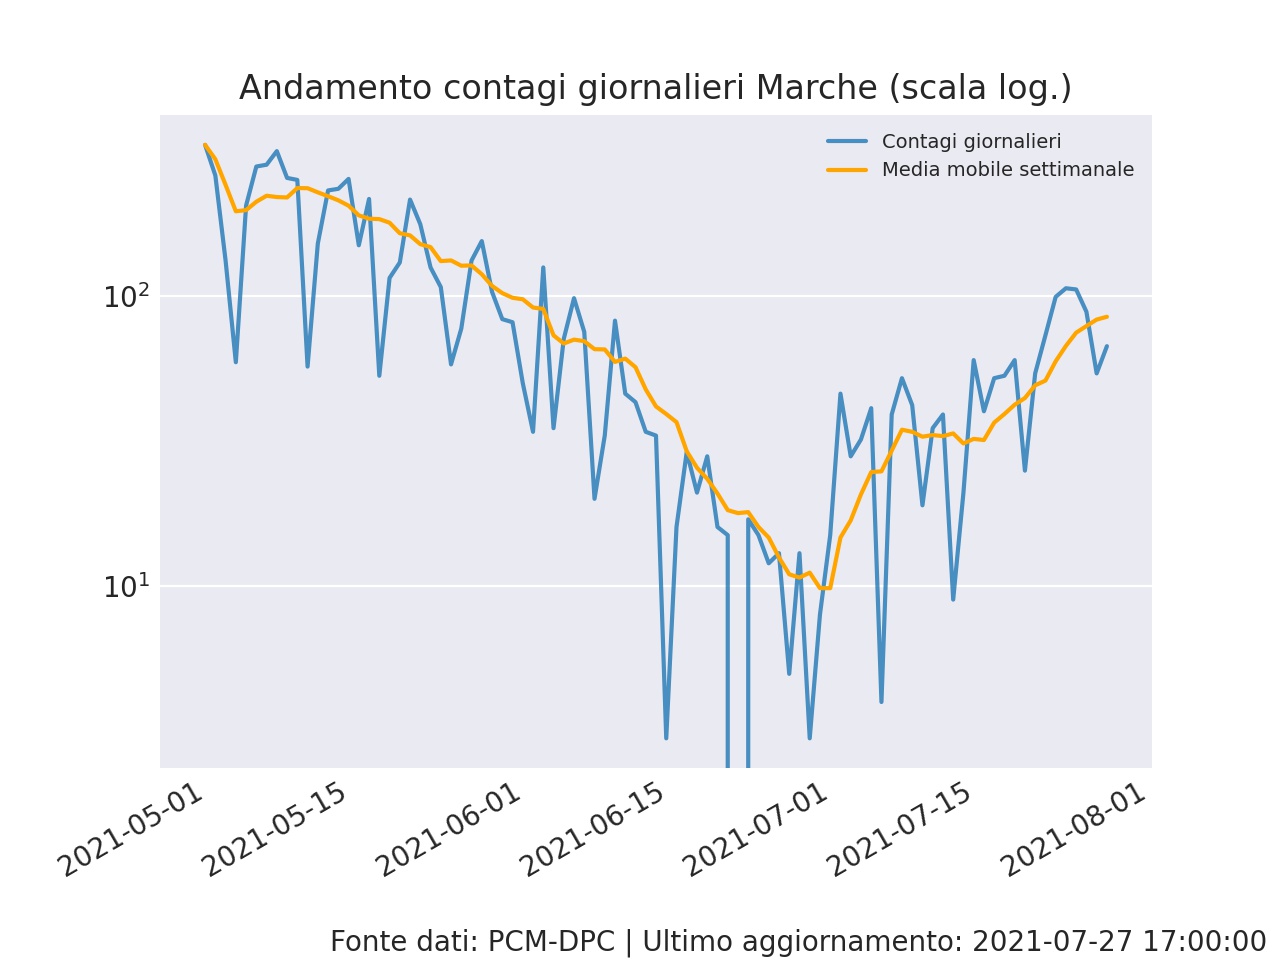 Andamento contagi giornalieri Marche (scala log.)
Contagi giornalieri
Media mobile settimanale
10²
10¹
2021-05-01
2021-05-15
2021-06-01
2021-06-15
2021-07-01
2021-07-15
2021-08-01
Fonte dati: PCM-DPC | Ultimo aggiornamento: 2021-07-27 17:00:00